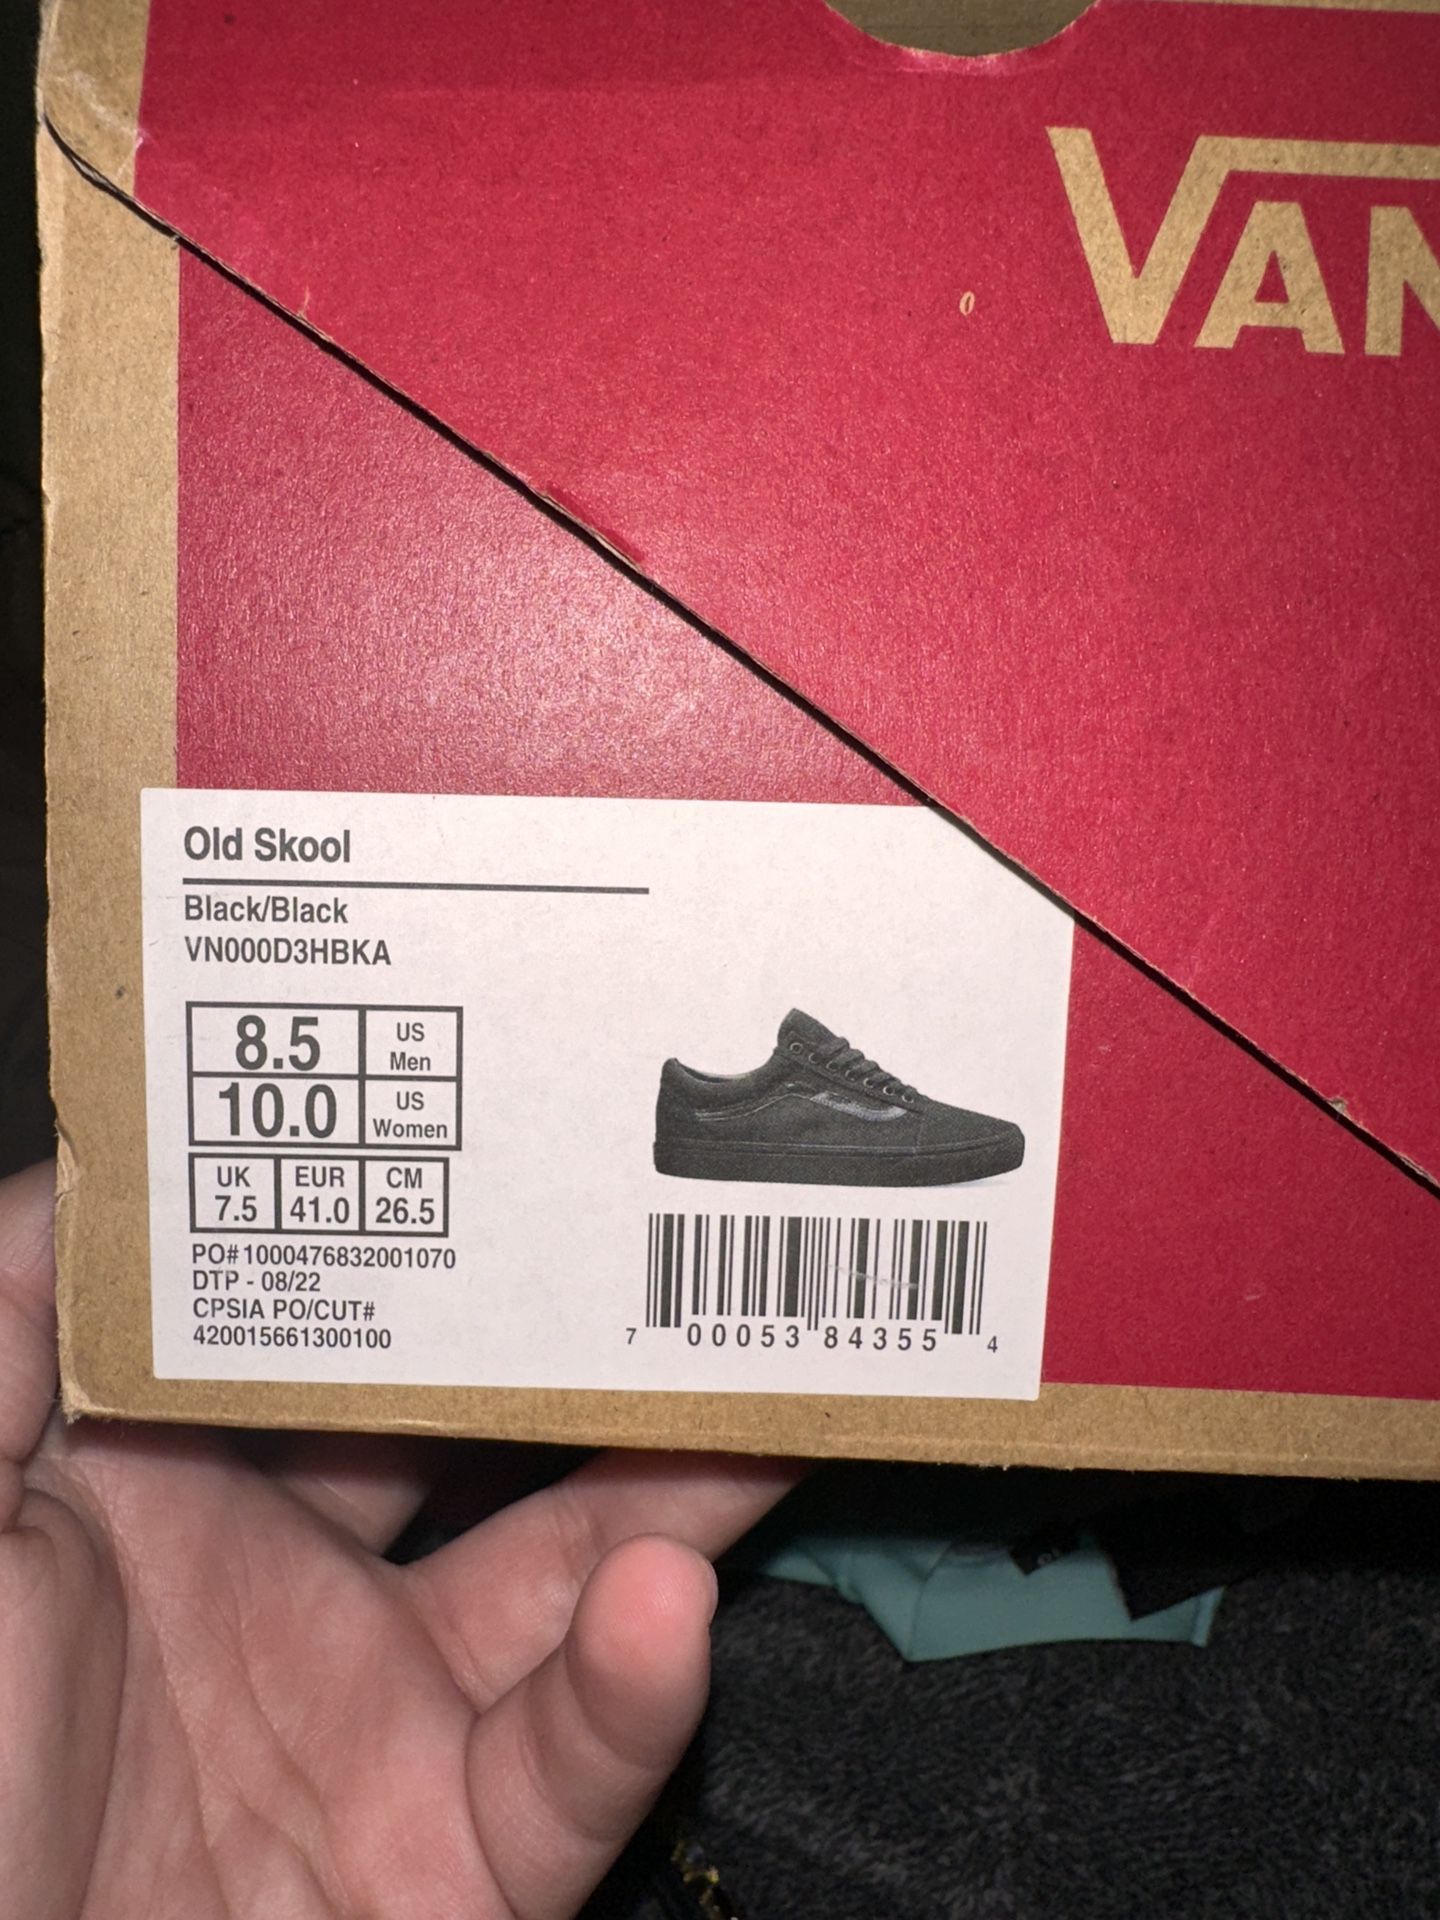 VAN
Old Skool
Black/Black
VN000D3HBKA
8.5 US Men
10.0 US Women
UK EUR CM
7.5 41.0 26.5
PO# 1000476832001070
DTP - 08/22
CPSIA PO/CUT#
420015661300100
7 00053 84355 4